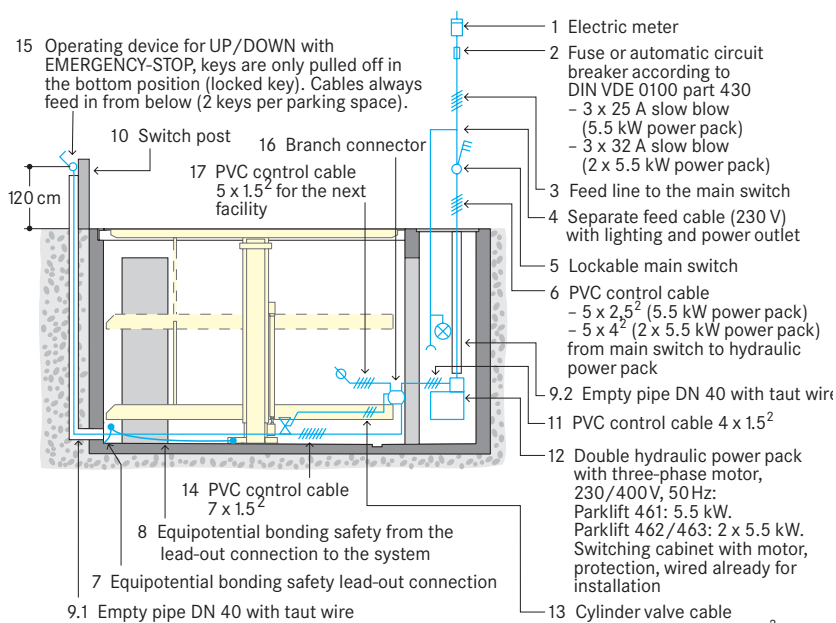 15 Operating device for UP/DOWN with
EMERGENCY-STOP, keys are only pulled off in
the bottom position (locked key). Cables always
feed in from below (2 keys per parking space).
10 Switch post
16 Branch connector
17 PVC control cable
5 x 1.5² for the next
facility
120 cm
14 PVC control cable
7 x 1.5²
8 Equipotential bonding safety from the
lead-out connection to the system
7 Equipotential bonding safety lead-out connection
9.1 Empty pipe DN 40 with taut wire
1 Electric meter
2 Fuse or automatic circuit
breaker according to
DIN VDE 0100 part 430
– 3 x 25 A slow blow
(5.5 kW power pack)
– 3 x 32 A slow blow
(2 x 5.5 kW power pack)
3 Feed line to the main switch
4 Separate feed cable (230 V)
with lighting and power outlet
5 Lockable main switch
6 PVC control cable
– 5 x 2,5² (5.5 kW power pack)
– 5 x 4² (2 x 5.5 kW power pack)
from main switch to hydraulic
power pack
9.2 Empty pipe DN 40 with taut wire
11 PVC control cable 4 x 1.5²
12 Double hydraulic power pack
with three-phase motor,
230/400 V, 50 Hz:
Parklift 461: 5.5 kW.
Parklift 462/463: 2 x 5.5 kW.
Switching cabinet with motor,
protection, wired already for
installation
13 Cylinder valve cable